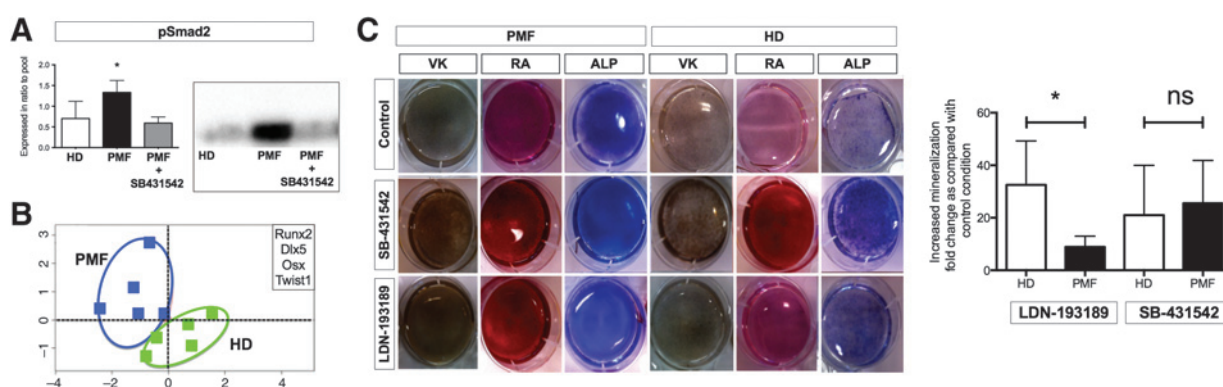 A
pSmad2
Expressed in ratio to pool
2.0
1.5
1.0
0.5
0.0
*
HD
PMF
PMF
+
SB431542
HD
PMF
PMF
+
SB431542
B
3
2
1
0
−1
PMF
HD
Runx2
Dlx5
Osx
Twist1
−4
−2
0
2
4
C
PMF
HD
VK
RA
ALP
VK
RA
ALP
Control
SB-431542
LDN-193189
Increased mineralization
fold change as compared with
control condition
60
40
20
0
*
ns
HD
PMF
HD
PMF
LDN-193189
SB-431542